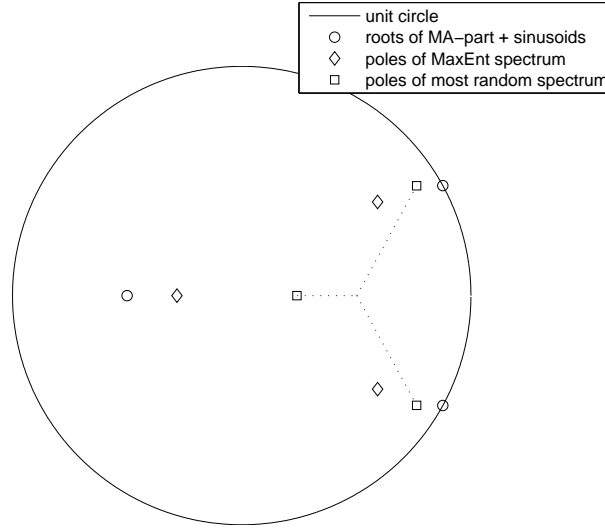 unit circle
roots of MA−part + sinusoids
poles of MaxEnt spectrum
poles of most random spectrum